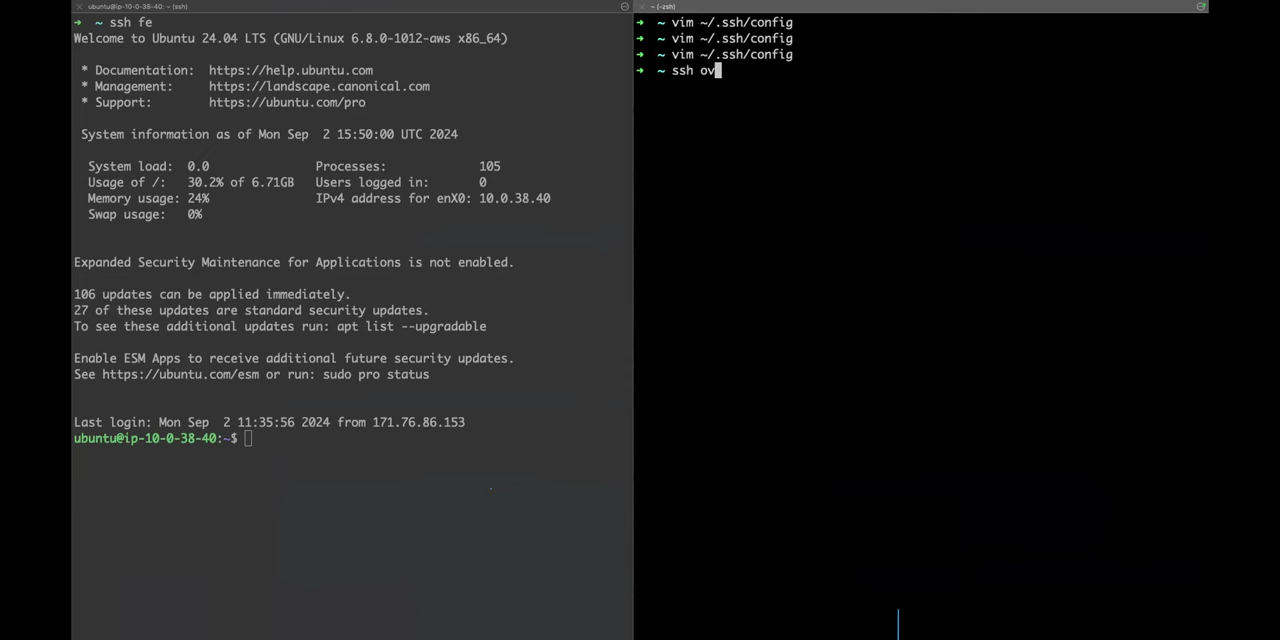 ubuntu@ip-10-0-38-40: ~ (ssh)
➜ ~ ssh fe
Welcome to Ubuntu 24.04 LTS (GNU/Linux 6.8.0-1012-aws x86_64)
* Documentation: https://help.ubuntu.com
* Management: https://landscape.canonical.com
* Support: https://ubuntu.com/pro
System information as of Mon Sep 2 15:50:00 UTC 2024
System load: 0.0 Processes: 105
Usage of /: 30.2% of 6.71GB Users logged in: 0
Memory usage: 24% IPv4 address for enX0: 10.0.38.40
Swap usage: 0%
Expanded Security Maintenance for Applications is not enabled.
106 updates can be applied immediately.
27 of these updates are standard security updates.
To see these additional updates run: apt list --upgradable
Enable ESM Apps to receive additional future security updates.
See https://ubuntu.com/esm or run: sudo pro status
Last login: Mon Sep 2 11:35:56 2024 from 171.76.86.153
ubuntu@ip-10-0-38-40:~$
~ (-zsh)
➜ ~ vim ~/.ssh/config
➜ ~ vim ~/.ssh/config
➜ ~ vim ~/.ssh/config
➜ ~ ssh ov